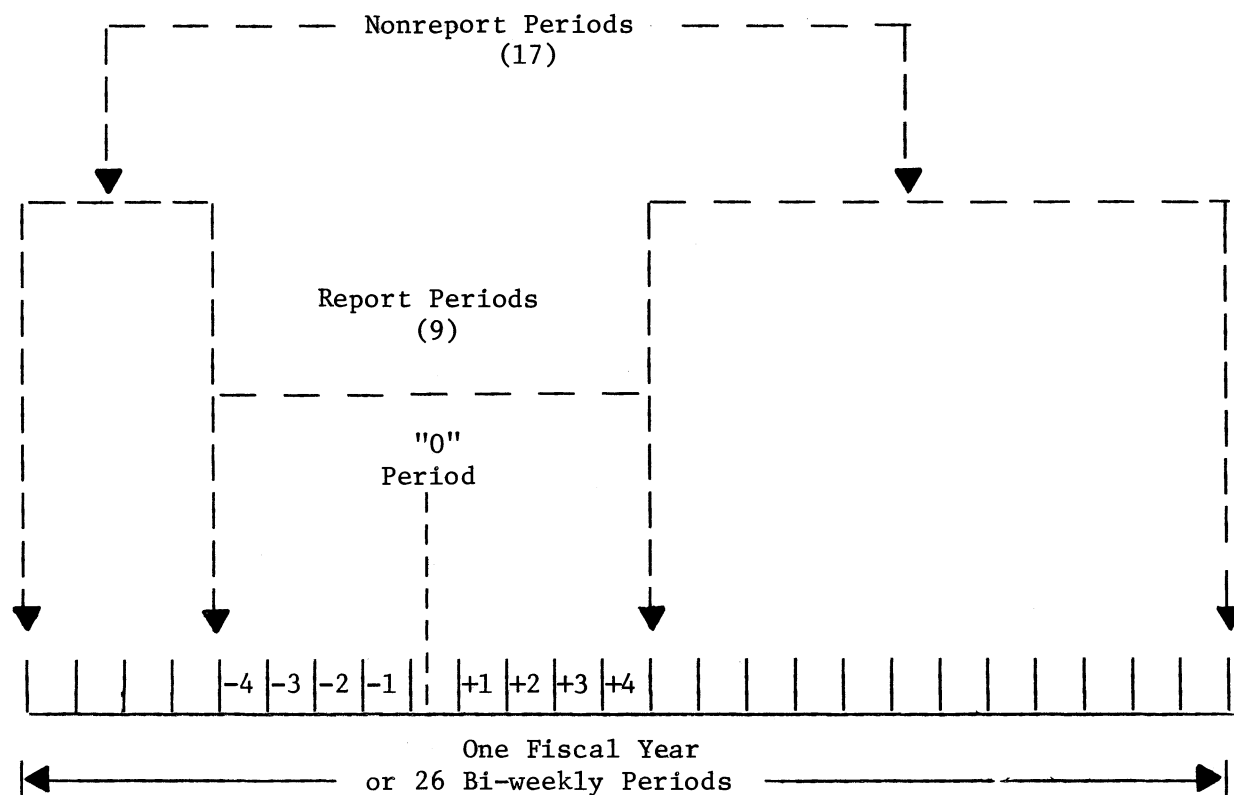 Nonreport Periods
(17)
Report Periods
(9)
"0"
Period
-4 -3 -2 -1 +1 +2 +3 +4
One Fiscal Year
or 26 Bi-weekly Periods